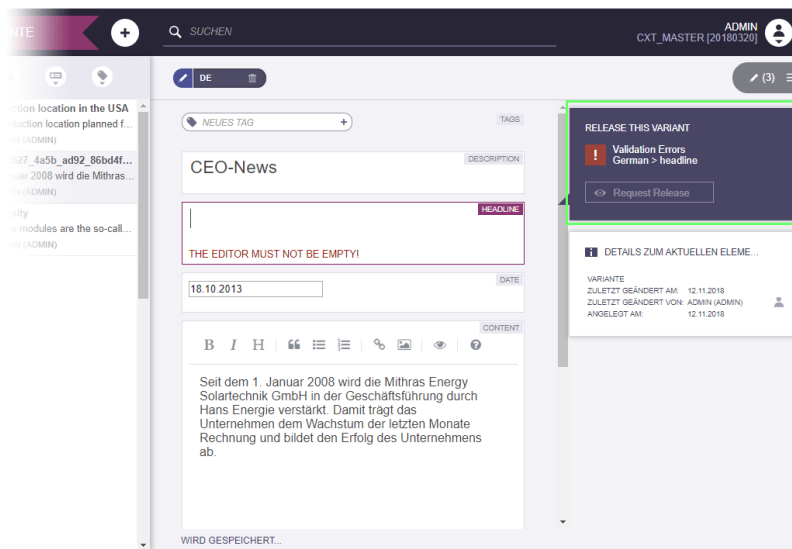 NTE
SUCHEN
ADMIN
CXT_MASTER [20180320]
DE
(3)
ction location in the USA
duction location planned f...
(ADMIN)
b27_4a5b_ad92_86bd4f...
uar 2008 wird die Mithras...
(ADMIN)
sity
modules are the so-call...
(ADMIN)
NEUES TAG
+
TAGS
DESCRIPTION
CEO-News
HEADLINE
THE EDITOR MUST NOT BE EMPTY!
DATE
18.10.2013
CONTENT
B I H
Seit dem 1. Januar 2008 wird die Mithras Energy
Solartechnik GmbH in der Geschäftsführung durch
Hans Energie verstärkt. Damit trägt das
Unternehmen dem Wachstum der letzten Monate
Rechnung und bildet den Erfolg des Unternehmens
ab.
WIRD GESPEICHERT...
RELEASE THIS VARIANT
Validation Errors
German > headline
Request Release
DETAILS ZUM AKTUELLEN ELEME...
VARIANTE
ZULETZT GEÄNDERT AM: 12.11.2018
ZULETZT GEÄNDERT VON: ADMIN (ADMIN)
ANGELEGT AM: 12.11.2018